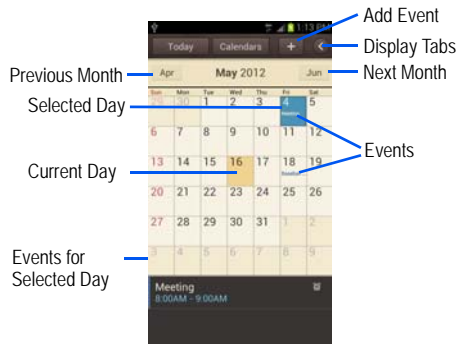 Add Event
1:13 PM
Today Calendars + Display Tabs
Previous Month Apr May 2012 Jun Next Month
Sun Mon Tue Wed Thu Fri Sat
Selected Day 29 30 1 2 3 4 5
Meeting
6 7 8 9 10 11 12
Events
Current Day 13 14 15 16 17 18 19
20 21 22 23 24 25 26
27 28 29 30 31 1 2
Events for
Selected Day
3 4 5 6 7 8 9
Meeting
8:00AM - 9:00AM